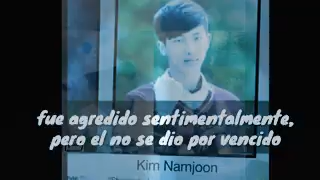 fue agredido sentimentalmente,
pero el no se dio por vencido
Kim Namjoon